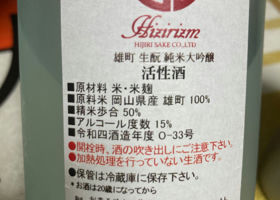 Hizirizm
HIJIRI SAKE CO.,LTD
雄町 生酛 純米大吟醸
活性酒
■原材料 米・米麹
■原料米 岡山県産 雄町 100%
■精米歩合 50%
■アルコール度数 15%
■令和四酒造年度 O-33号
●開栓時、酒の吹き出しにご注意下さい。
●加熱処理を行っていない生酒です。
●保管は冷蔵庫に保存下さい。
*お酒は20歳になってから